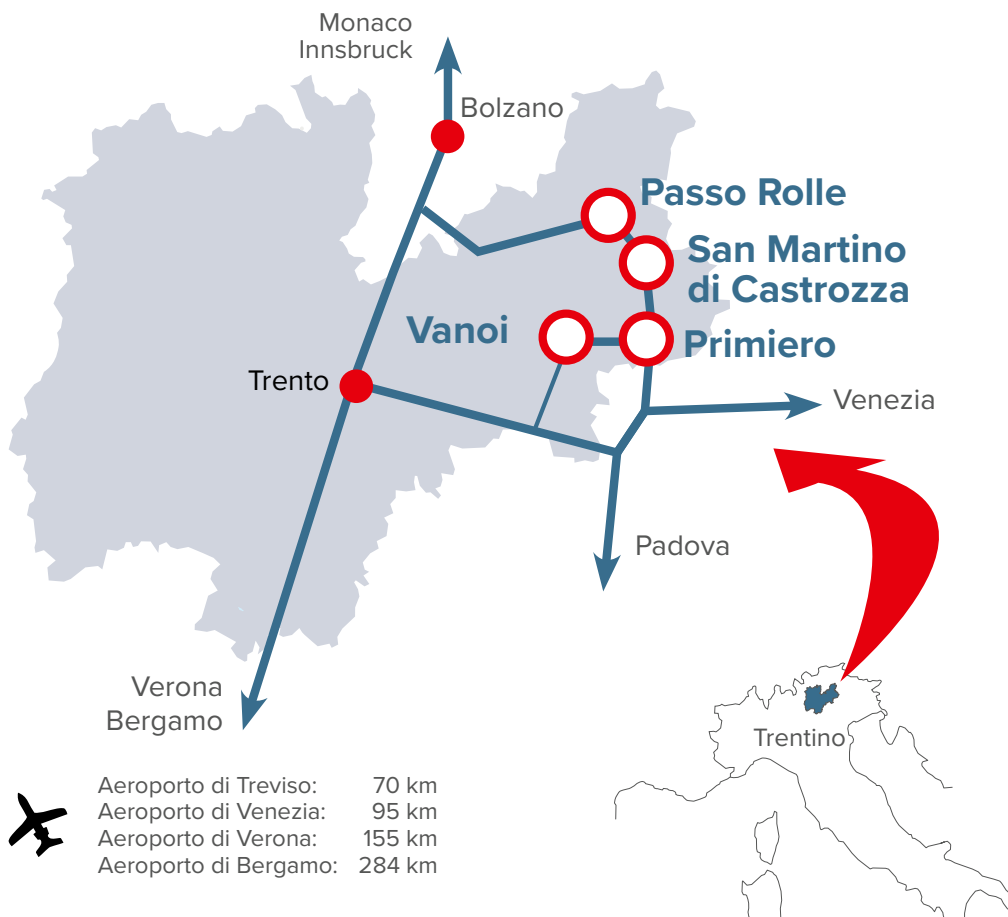 Monaco
Innsbruck
Bolzano
Passo Rolle
San Martino
di Castrozza
Vanoi
Primiero
Trento
Venezia
Padova
Verona
Bergamo
Trentino
Aeroporto di Treviso: 70 km
Aeroporto di Venezia: 95 km
Aeroporto di Verona: 155 km
Aeroporto di Bergamo: 284 km